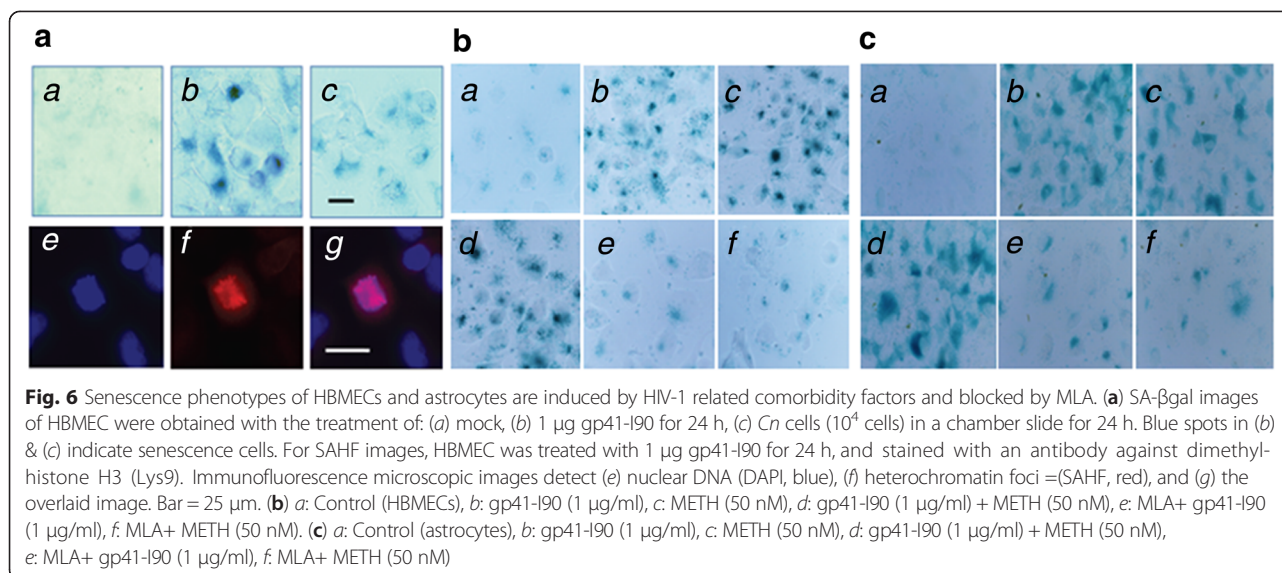 a
b
c
a b c
a b c
a b c
e f g
d e f
d e f
Fig. 6 Senescence phenotypes of HBMECs and astrocytes are induced by HIV-1 related comorbidity factors and blocked by MLA. (a) SA-βgal images
of HBMEC were obtained with the treatment of: (a) mock, (b) 1 μg gp41-I90 for 24 h, (c) Cn cells (10⁴ cells) in a chamber slide for 24 h. Blue spots in (b)
& (c) indicate senescence cells. For SAHF images, HBMEC was treated with 1 μg gp41-I90 for 24 h, and stained with an antibody against dimethyl-
histone H3 (Lys9). Immunofluorescence microscopic images detect (e) nuclear DNA (DAPI, blue), (f) heterochromatin foci =(SAHF, red), and (g) the
overlaid image. Bar = 25 μm. (b) a: Control (HBMECs), b: gp41-I90 (1 μg/ml), c: METH (50 nM), d: gp41-I90 (1 μg/ml) + METH (50 nM), e: MLA+ gp41-I90
(1 μg/ml), f: MLA+ METH (50 nM). (c) a: Control (astrocytes), b: gp41-I90 (1 μg/ml), c: METH (50 nM), d: gp41-I90 (1 μg/ml) + METH (50 nM),
e: MLA+ gp41-I90 (1 μg/ml), f: MLA+ METH (50 nM)